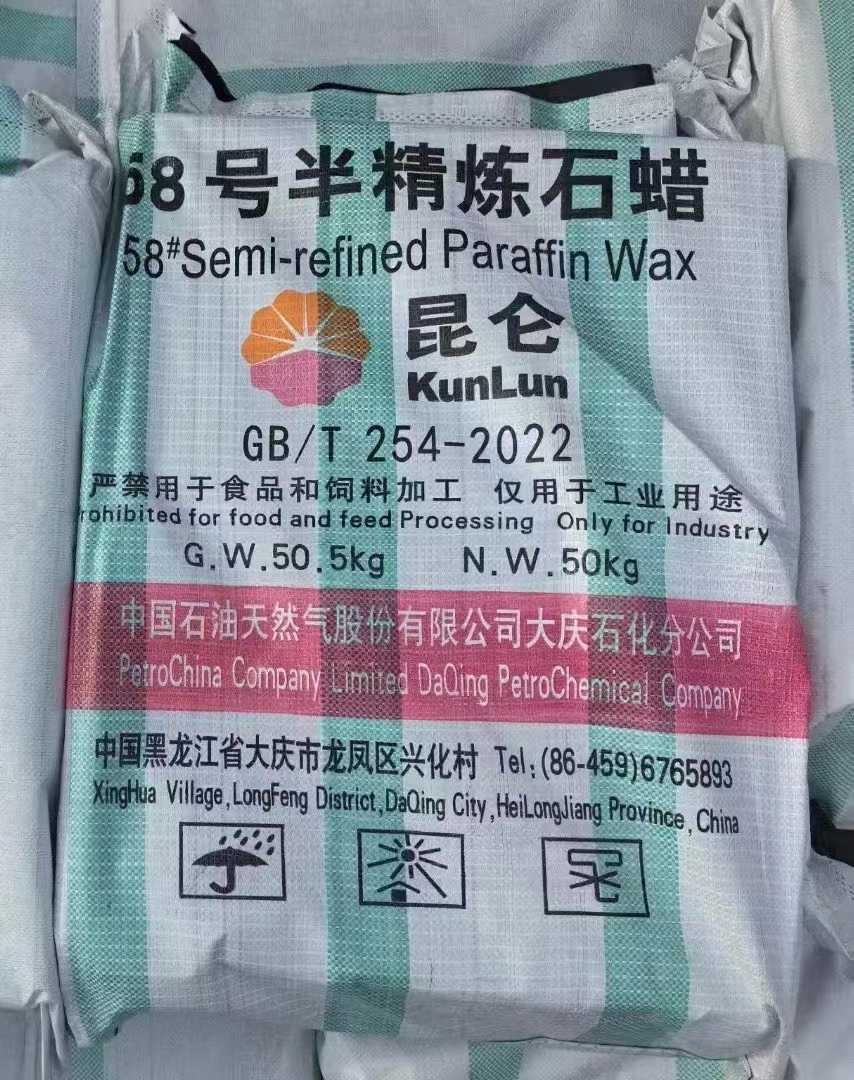 58号半精炼石蜡
58#Semi-refined Paraffin Wax
昆仑
KunLun
GB/T 254-2022
严禁用于食品和饲料加工 仅用于工业用途
rohibited for food and feed Processing Only for Industry
G.W.50.5kg N.W.50kg
中国石油天然气股份有限公司大庆石化分公司
PetroChina Company Limited DaQing PetroChemical Company
中国黑龙江省大庆市龙凤区兴化村 Tel:(86-459)6765893
XingHua Village,LongFeng District,DaQing City,HeiLongJiang Province,China